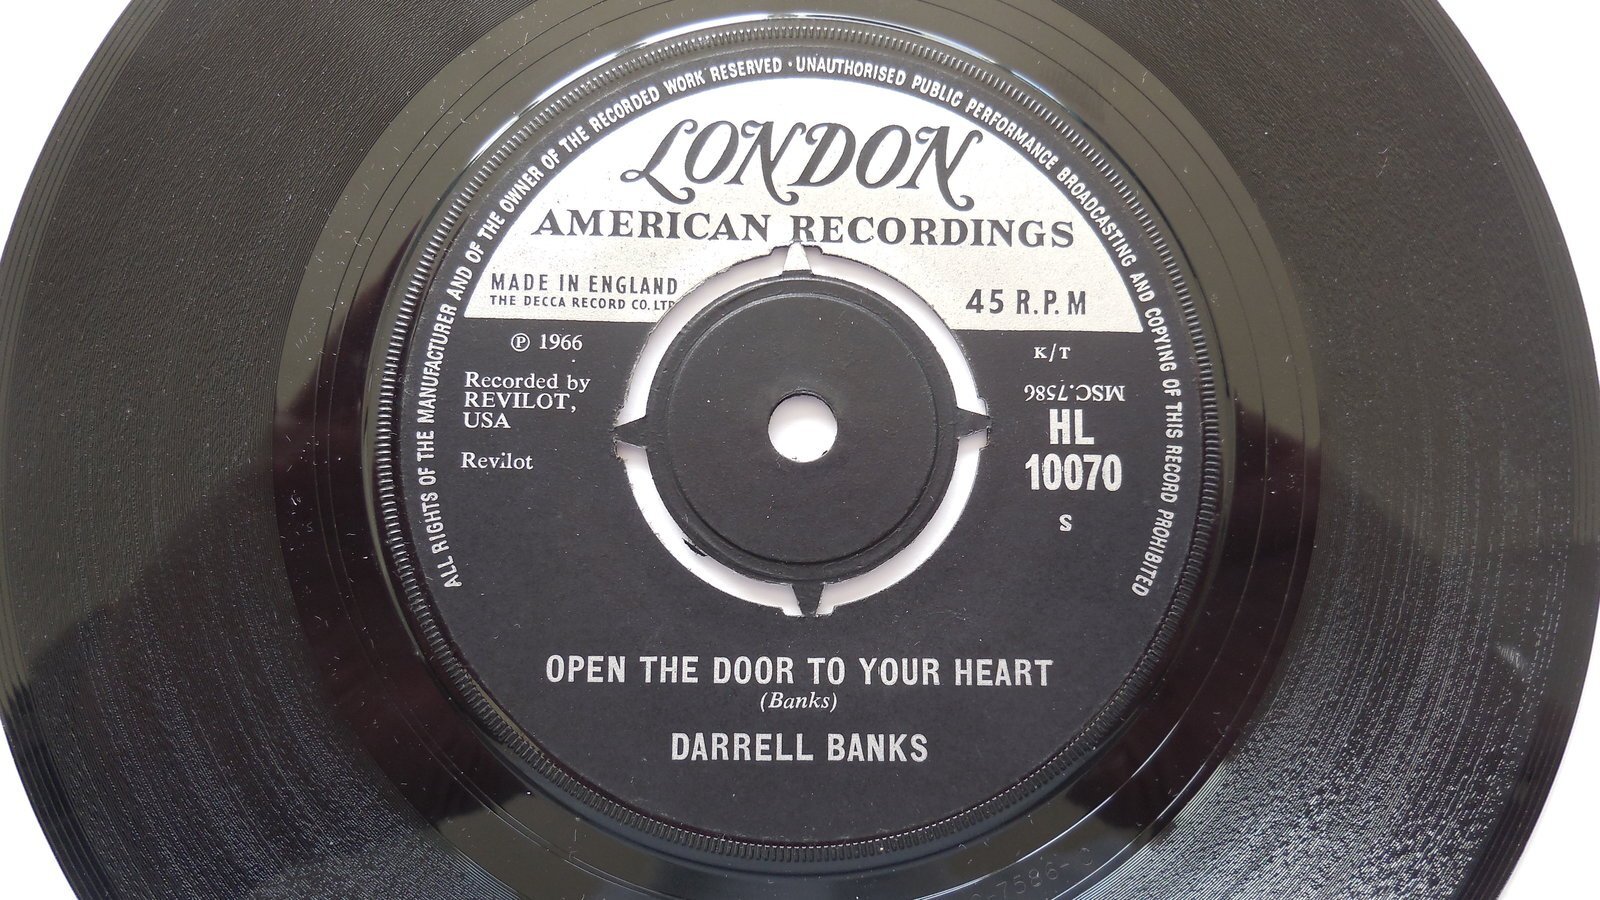 ALL RIGHTS OF THE MANUFACTURER AND OF THE OWNER OF THE RECORDED WORK RESERVED · UNAUTHORISED PUBLIC PERFORMANCE BROADCASTING AND COPYING OF THIS RECORD PROHIBITED
LONDON
AMERICAN RECORDINGS
MADE IN ENGLAND
THE DECCA RECORD CO. LTD
45 R.P.M
℗ 1966
Recorded by
REVILOT,
USA
Revilot
K/T
MSC.7586
HL
10070
S
OPEN THE DOOR TO YOUR HEART
(Banks)
DARRELL BANKS